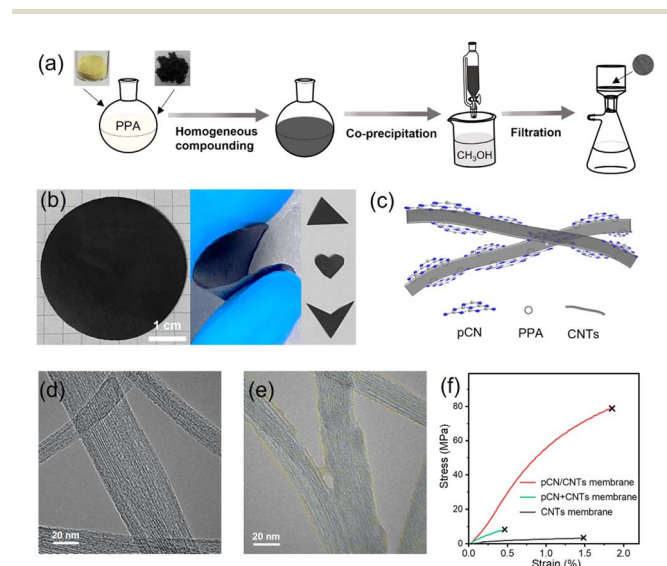 (a)
PPA
Homogeneous
compounding
Co-precipitation
CH₃OH
Filtration
(b)
1 cm
(c)
pCN
PPA
CNTs
(d)
20 nm
(e)
20 nm
(f)
Stress (MPa)
80
60
40
20
0
pCN/CNTs membrane
pCN+CNTs membrane
CNTs membrane
0.0
0.5
1.0
1.5
2.0
Strain (%)